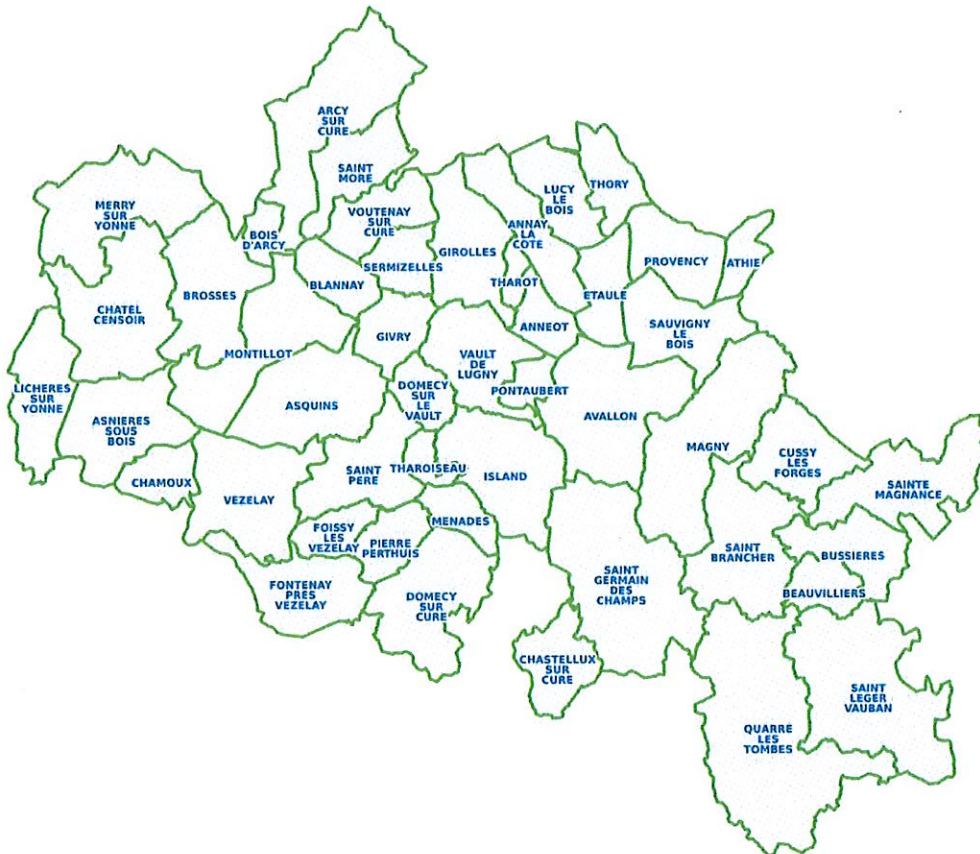 ARCY
SUR
CURE
SAINT
MORE
MERRY
SUR
YONNE
BOIS
D'ARCY
VOUTENAY
SUR
CURE
SERMIZELLES
GIROLLES
ANNAY
LA
COTE
LUCY
LE
BOIS
THORY
PROVENCY
ATHIE
CHATEL
CENSOIR
BROSSES
BLANNAY
THAROT
ETAULE
MONTILLOT
GIVRY
ANNEOT
SAUVIGNY
LE
BOIS
VAULT
DE
LUGNY
LICHERES
SUR
YONNE
ASNIERES
SOUS
BOIS
ASQUINS
DOMECY
SUR
LE
VAULT
PONTAUBERT
AVALLON
MAGNY
CHAMOUX
VEZELAY
SAINT
PERE
THAROISEAU
ISLAND
CUSSY
LES
FORGES
SAINTE
MAGNANCE
FOISSY
LES
VEZELAY
PIERRE
PERTHUIS
MENADES
FONTENAY
PRES
VEZELAY
DOMECY
SUR
CURE
SAINT
GERMAIN
DES
CHAMPS
SAINT
BRANCHER
BUSSIERES
BEAUVILLIERS
CHASTELLUX
SUR
CURE
QUARRE
LES
TOMBES
SAINT
LEGER
VAUBAN